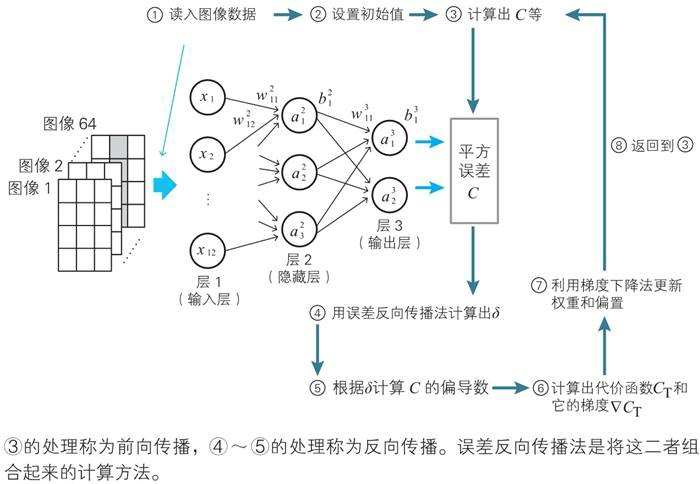 ① 读入图像数据
② 设置初始值
③ 计算出 C等
图像 64
图像 2
图像 1
x₁
x₂
⋮
x₁₂
w²₁₁
w²₁₂
b²₁
a²₁
a²₂
a²₃
w³₁₁
b³₁
a³₁
a³₂
层 1
（输入层）
层 2
（隐藏层）
层 3
（输出层）
平方
误差
C
⑧ 返回到 ③
⑦ 利用梯度下降法更新
权重和偏置
④ 用误差反向传播法计算出δ
⑤ 根据δ计算 C 的偏导数
⑥ 计算出代价函数C_T和
它的梯度∇C_T
③的处理称为前向传播，④～⑤的处理称为反向传播。误差反向传播法是将这二者组
合起来的计算方法。